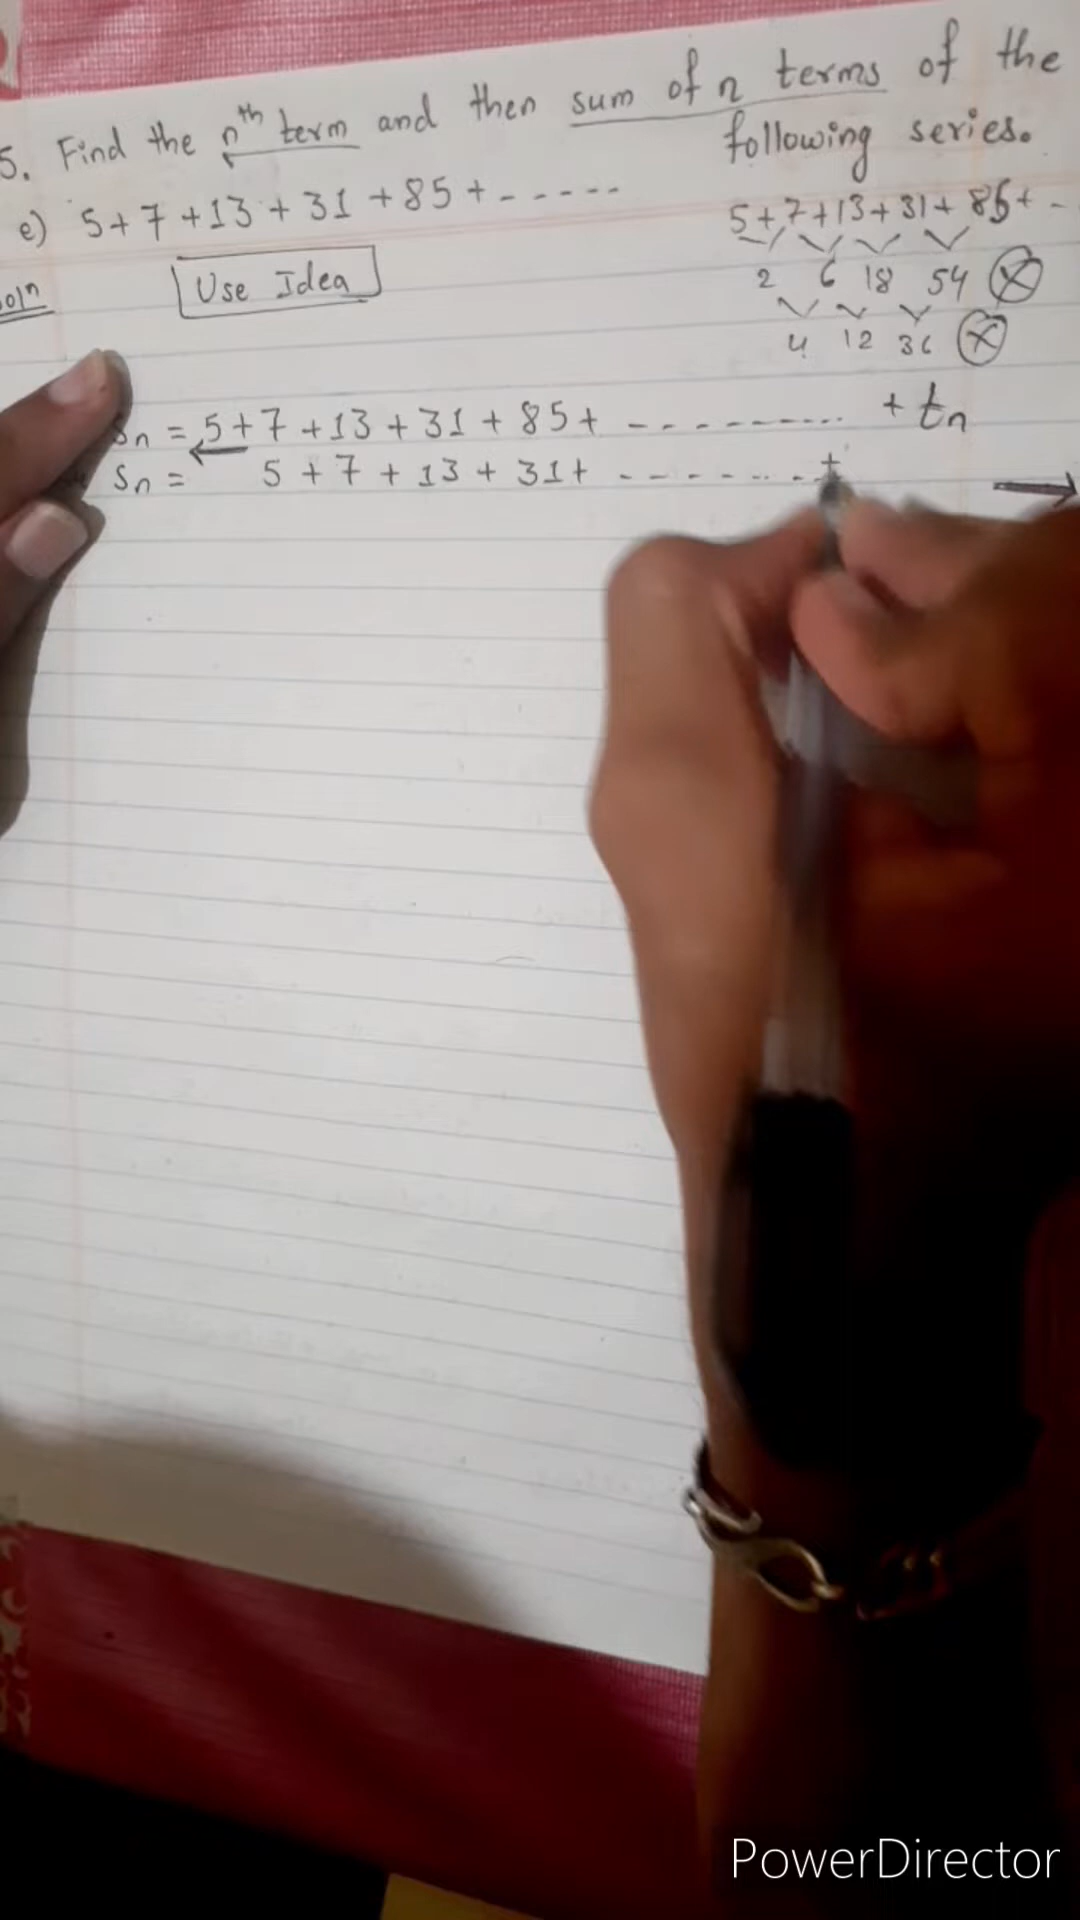 5. Find the nth term and then sum of n terms of the
following series.
e) 5+7+13+31+85+-----
5+7+13+31+85+-
soln
Use Idea
2 6 18 54 X
4 12 36 X
Sn = 5+7+13+31+85+ --------- + tn
Sn = 5+7+13+31+ ------- +
PowerDirector